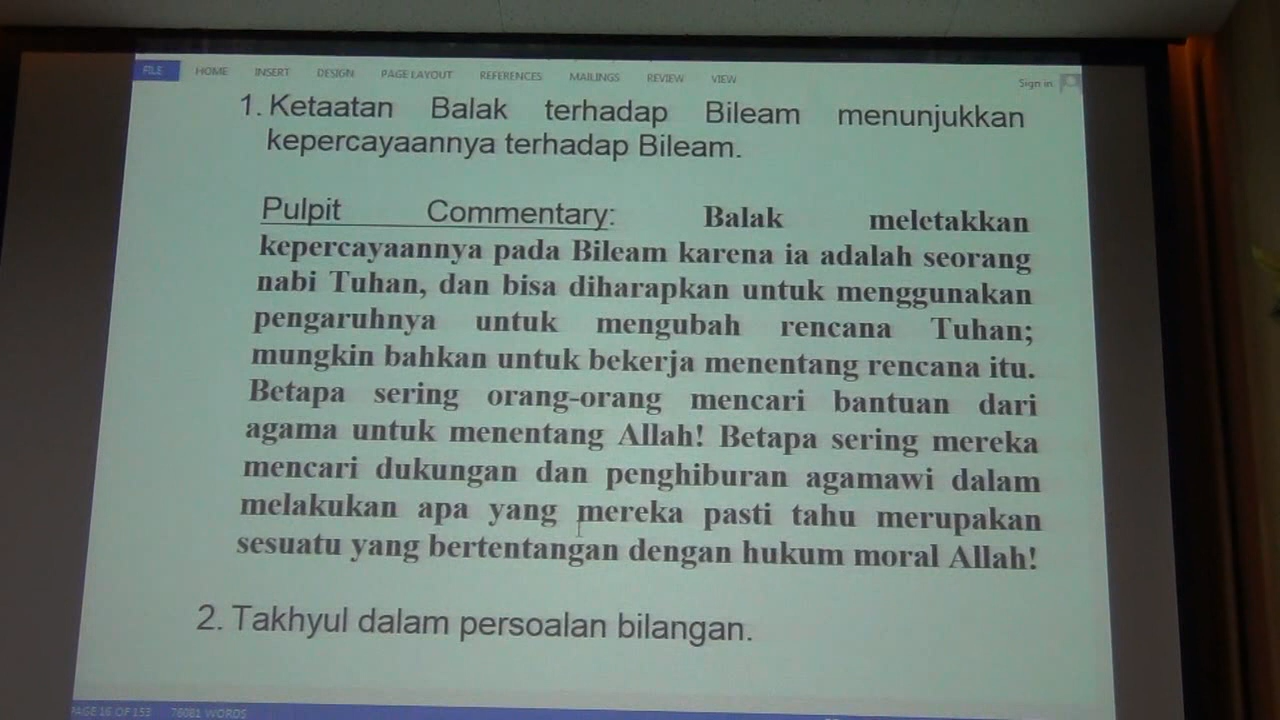 FILE HOME INSERT DESIGN PAGE LAYOUT REFERENCES MAILINGS REVIEW VIEW Sign in
1. Ketaatan Balak terhadap Bileam menunjukkan
kepercayaannya terhadap Bileam.
Pulpit Commentary: Balak meletakkan
kepercayaannya pada Bileam karena ia adalah seorang
nabi Tuhan, dan bisa diharapkan untuk menggunakan
pengaruhnya untuk mengubah rencana Tuhan;
mungkin bahkan untuk bekerja menentang rencana itu.
Betapa sering orang-orang mencari bantuan dari
agama untuk menentang Allah! Betapa sering mereka
mencari dukungan dan penghiburan agamawi dalam
melakukan apa yang mereka pasti tahu merupakan
sesuatu yang bertentangan dengan hukum moral Allah!
2. Takhyul dalam persoalan bilangan.
PAGE 16 OF 153 76081 WORDS